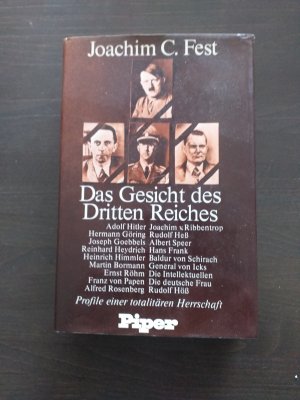 Joachim C. Fest
Das Gesicht des
Dritten Reiches
Adolf Hitler Joachim v. Ribbentrop
Hermann Göring Rudolf Heß
Joseph Goebbels Albert Speer
Reinhard Heydrich Hans Frank
Heinrich Himmler Baldur von Schirach
Martin Bormann General von Icks
Ernst Röhm Die Intellektuellen
Franz von Papen Die deutsche Frau
Alfred Rosenberg Rudolf Höß
Profile einer totalitären Herrschaft
Piper